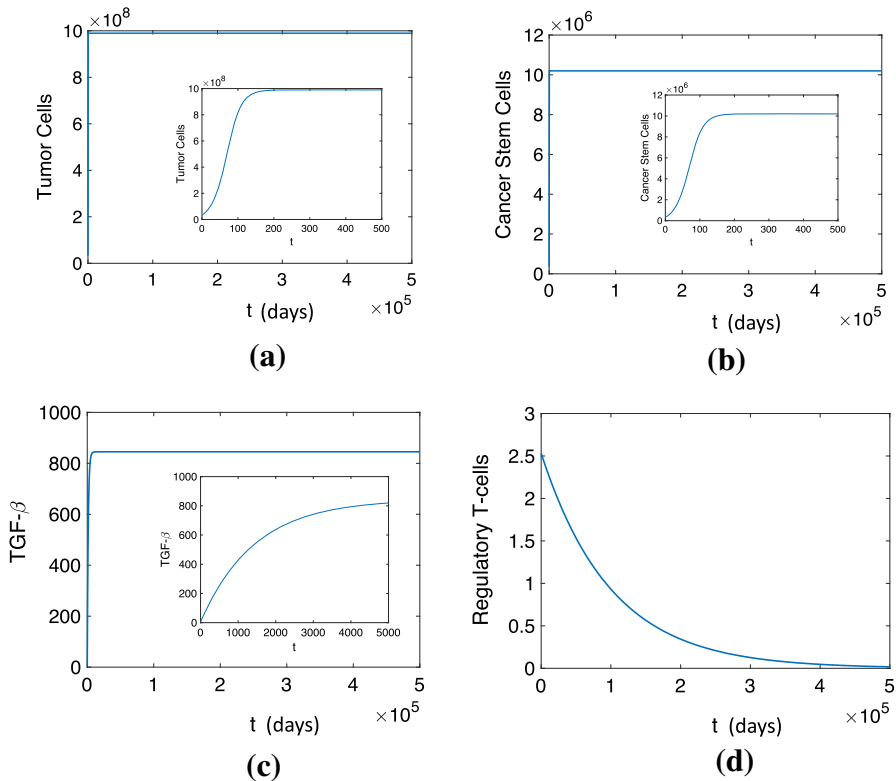 ×10^8
10
8
6
4
2
0
Tumor Cells
0 1 2 3 4 5
×10^5
t (days)
×10^8
10
8
6
4
2
0
Tumor Cells
0 100 200 300 400 500
t
(a)
×10^6
12
10
8
6
4
2
0
Cancer Stem Cells
0 1 2 3 4 5
×10^5
t (days)
×10^6
12
10
8
6
4
2
0
Cancer Stem Cells
0 100 200 300 400 500
t
(b)
1000
800
600
400
200
0
TGF-β
0 1 2 3 4 5
×10^5
t (days)
1000
800
600
400
200
0
TGF-β
0 1000 2000 3000 4000 5000
t
(c)
3
2.5
2
1.5
1
0.5
0
Regulatory T-cells
0 1 2 3 4 5
×10^5
t (days)
(d)